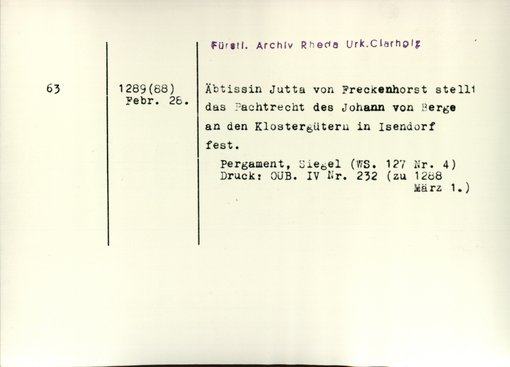 Fürstl. Archiv Rheda Urk.Clarholz
63
1289(88)
Febr. 28.
Äbtissin Jutta von Freckenhorst stellt
das Pachtrecht des Johann von Berge
an den Klostergütern in Isendorf
fest.
Pergament, Siegel (WS. 127 Nr. 4)
Druck: OUB. IV Nr. 232 (zu 1288
März 1.)